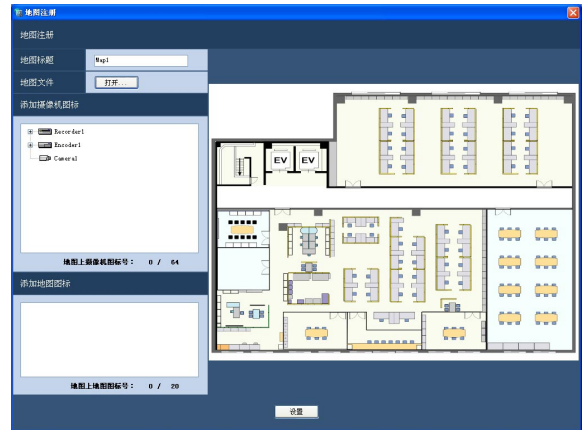 地图注册
地图注册
地图标题 Map1
地图文件 打开...
添加摄像机图标
Recorder1
Encoder1
Camera1
地图上摄像机图标号： 0 / 64
添加地图图标
地图上地图图标号： 0 / 20
EV EV
设置